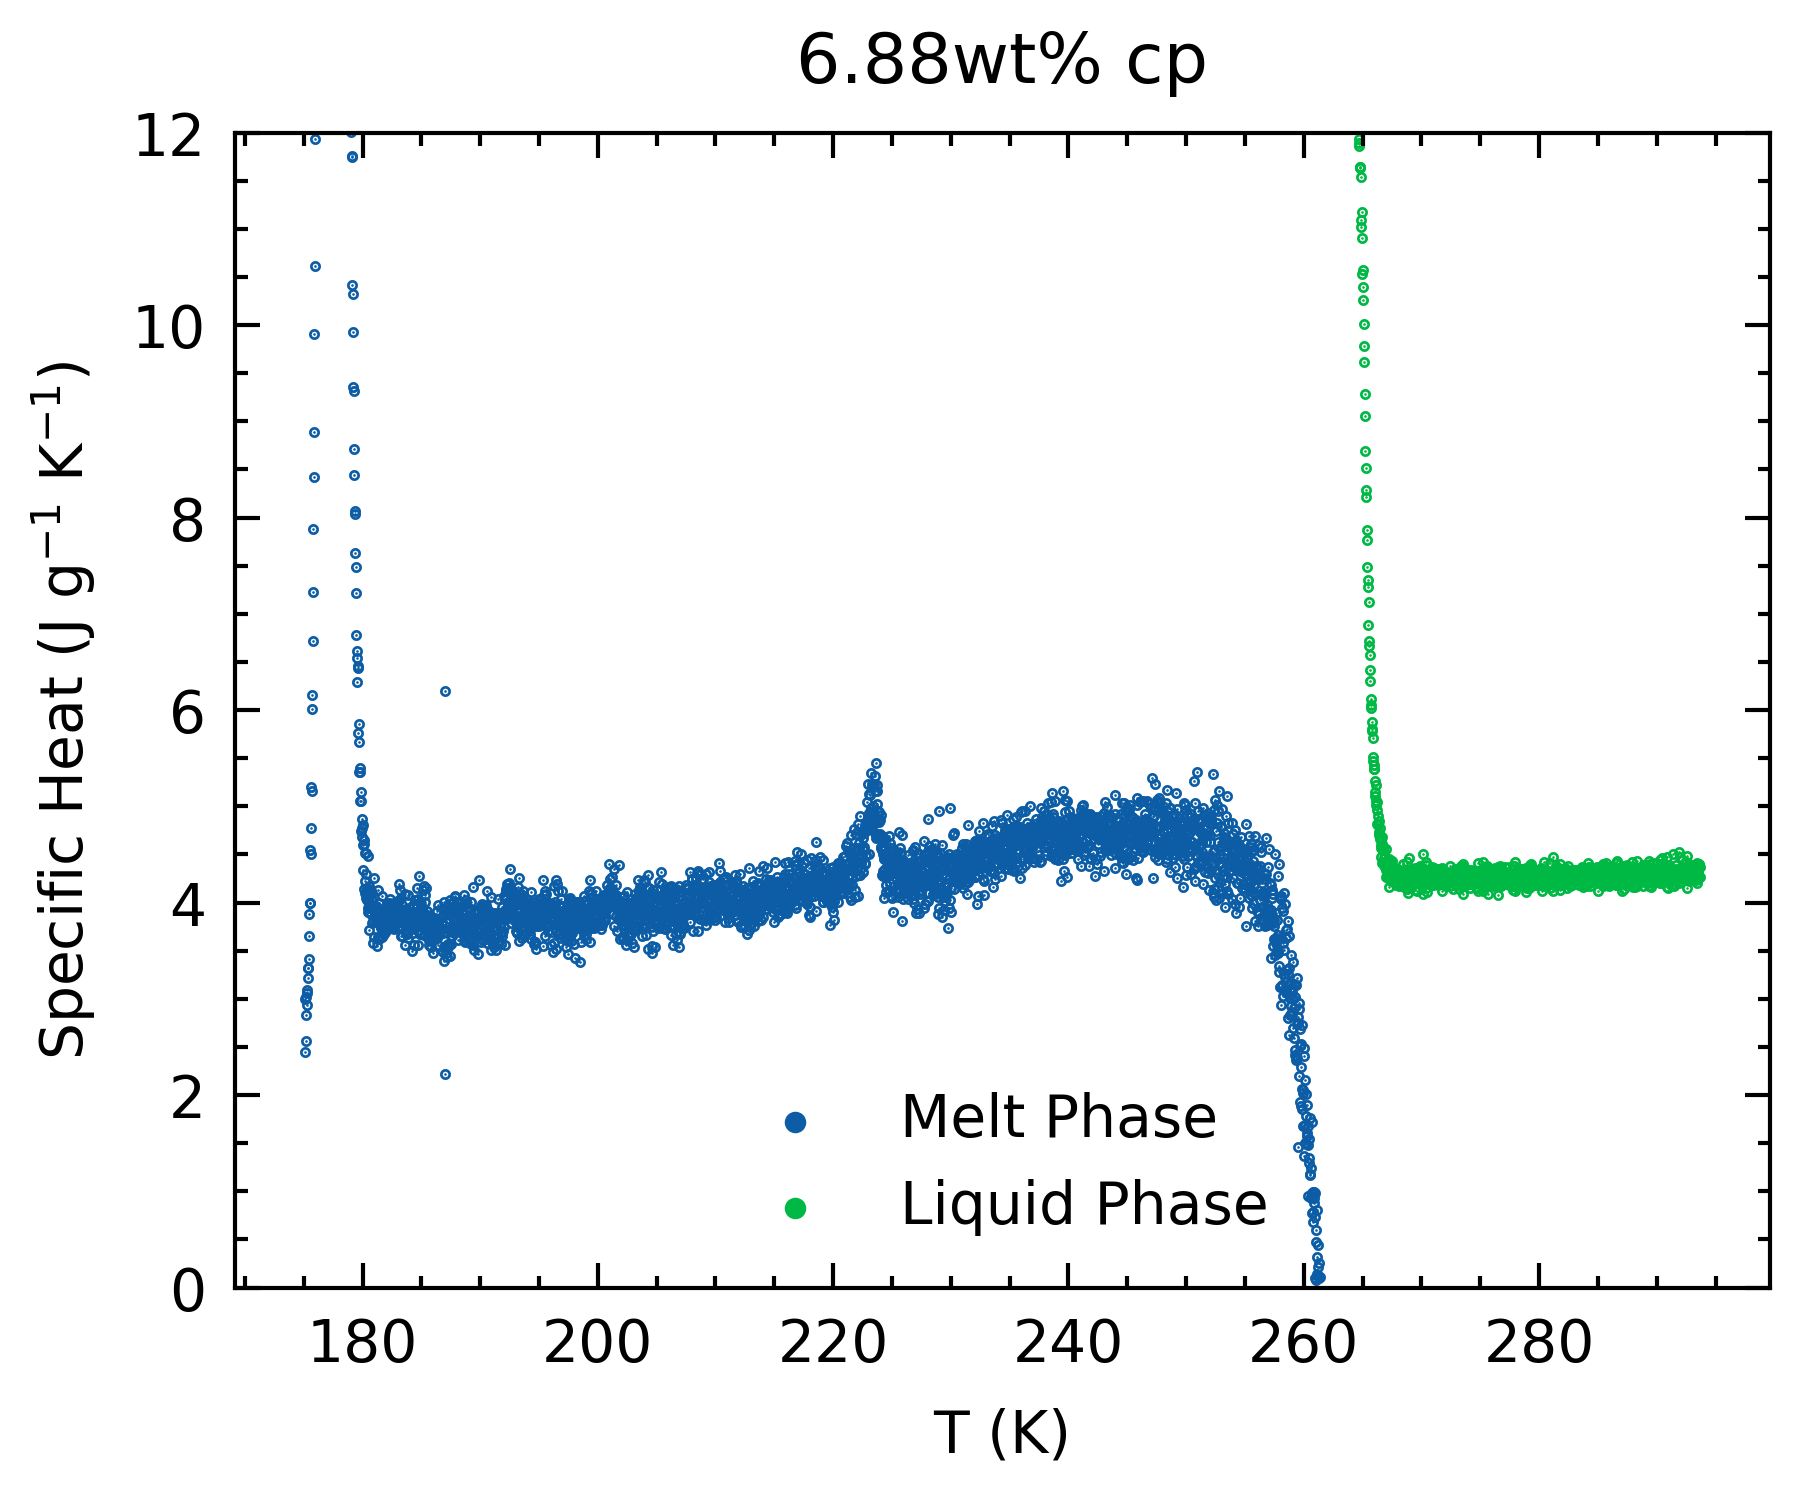 6.88wt% cp
12
10
8
6
4
2
0
Specific Heat (J g⁻¹ K⁻¹)
Melt Phase
Liquid Phase
180 200 220 240 260 280
T (K)